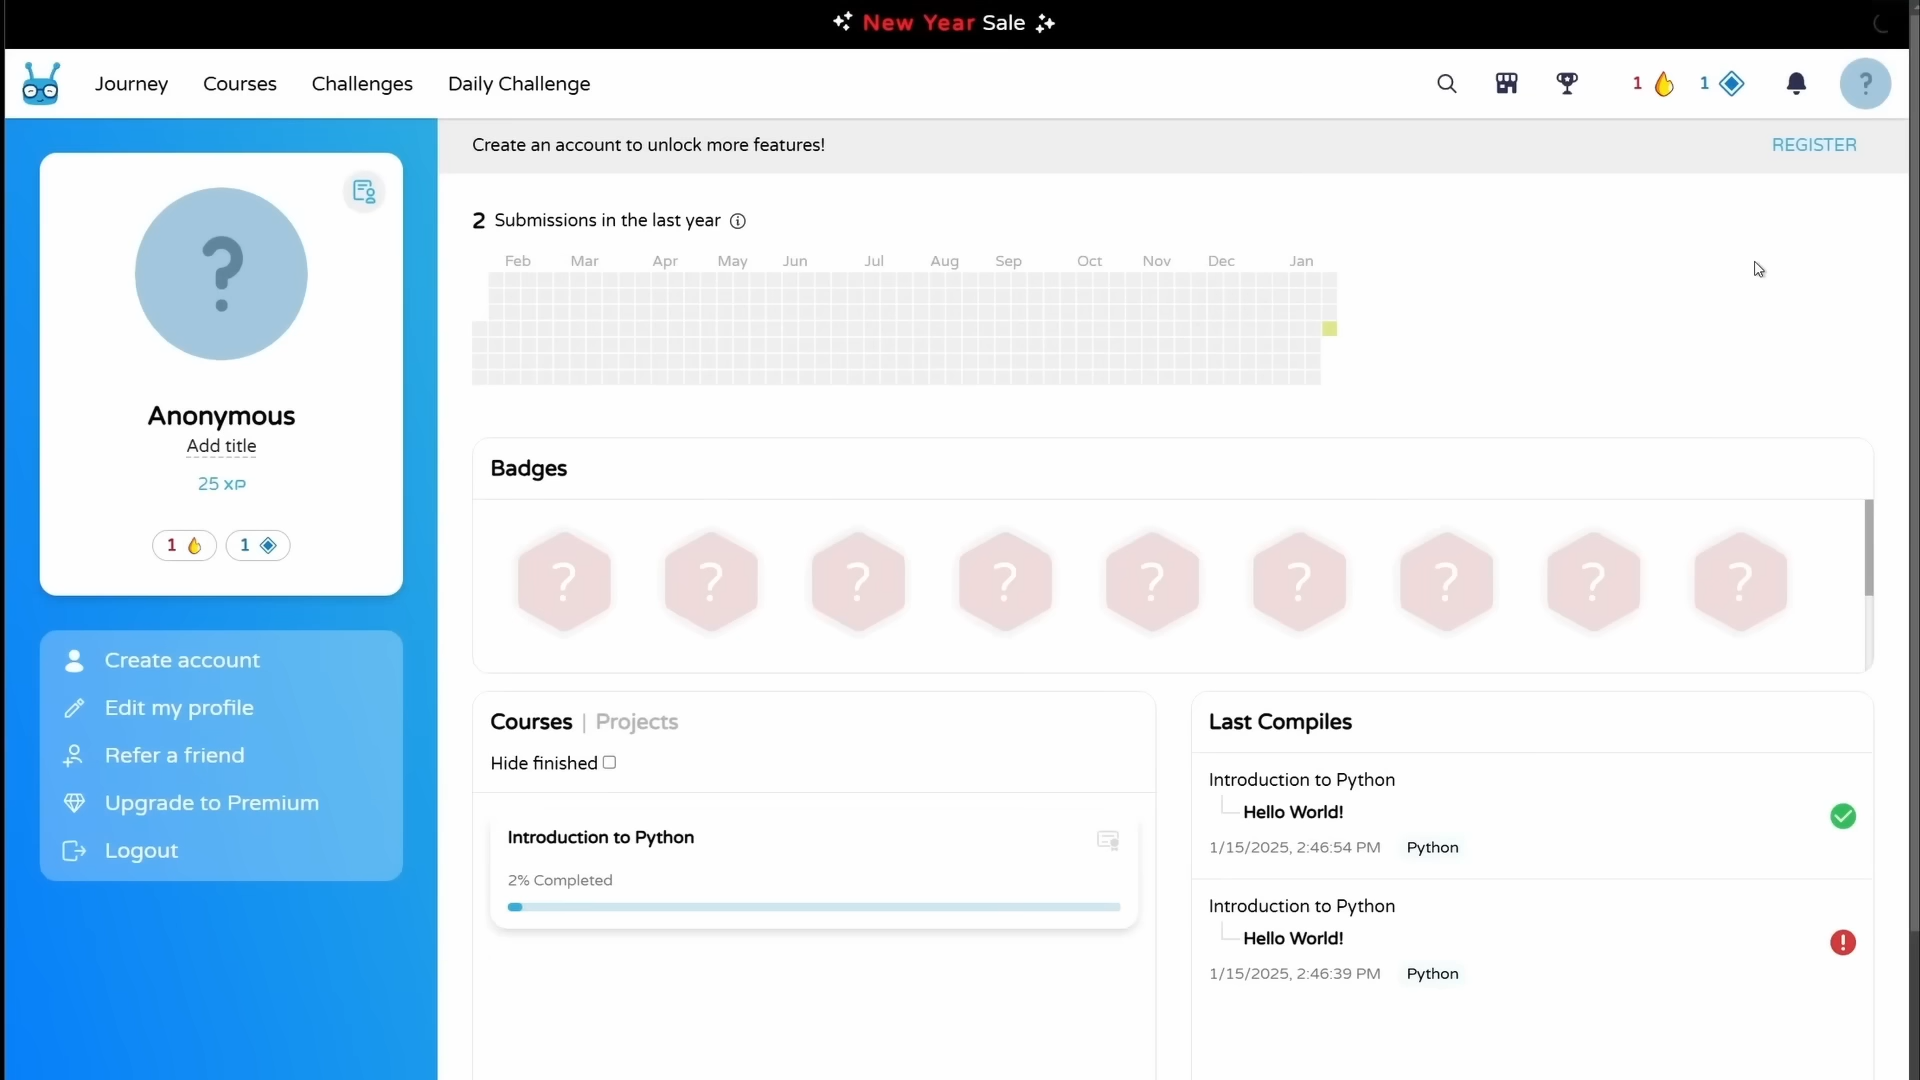 New Year Sale
Journey Courses Challenges Daily Challenge 1 1 ?
Create an account to unlock more features! REGISTER
?
Anonymous
Add title
25 XP
1 1
Create account
Edit my profile
Refer a friend
Upgrade to Premium
Logout
2 Submissions in the last year
Feb Mar Apr May Jun Jul Aug Sep Oct Nov Dec Jan
Badges
? ? ? ? ? ? ? ? ?
Courses | Projects
Hide finished
Introduction to Python
2% Completed
Last Compiles
Introduction to Python
Hello World!
1/15/2025, 2:46:54 PM Python
Introduction to Python
Hello World!
1/15/2025, 2:46:39 PM Python